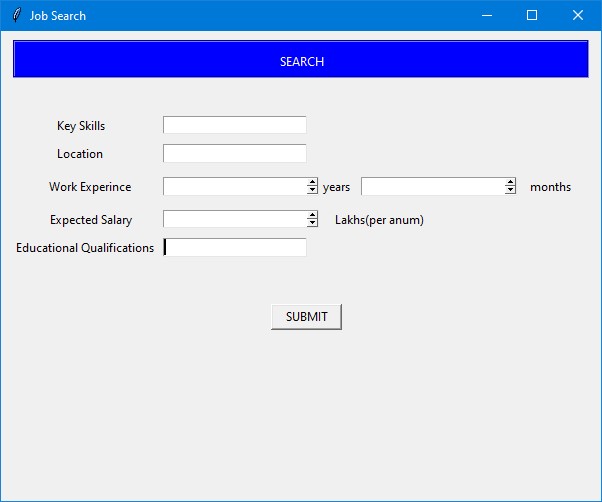 Job Search
SEARCH
Key Skills
Location
Work Experince years months
Expected Salary Lakhs(per anum)
Educational Qualifications
SUBMIT